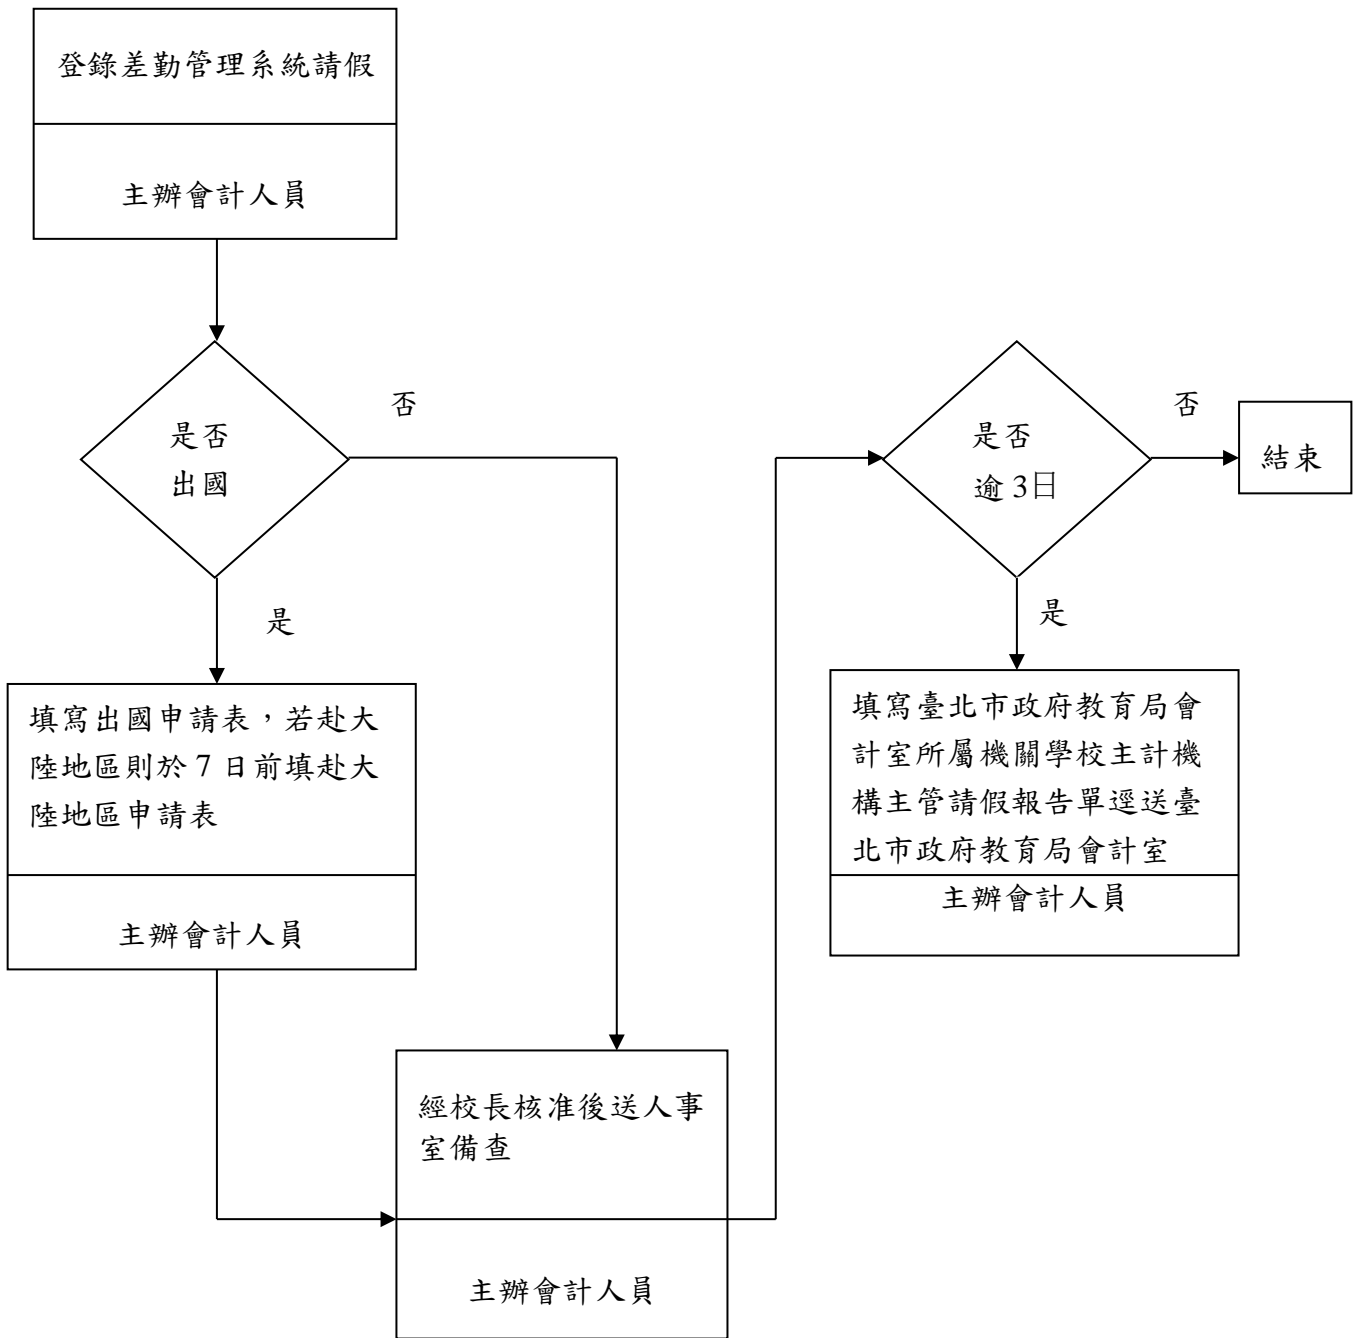 登錄差勤管理系統請假
主辦會計人員
是否
出國
否
是
填寫出國申請表，若赴大
陸地區則於 7 日前填赴大
陸地區申請表
主辦會計人員
經校長核准後送人事
室備查
主辦會計人員
是否
逾 3日
否
結束
是
填寫臺北市政府教育局會
計室所屬機關學校主計機
構主管請假報告單逕送臺
北市政府教育局會計室
主辦會計人員